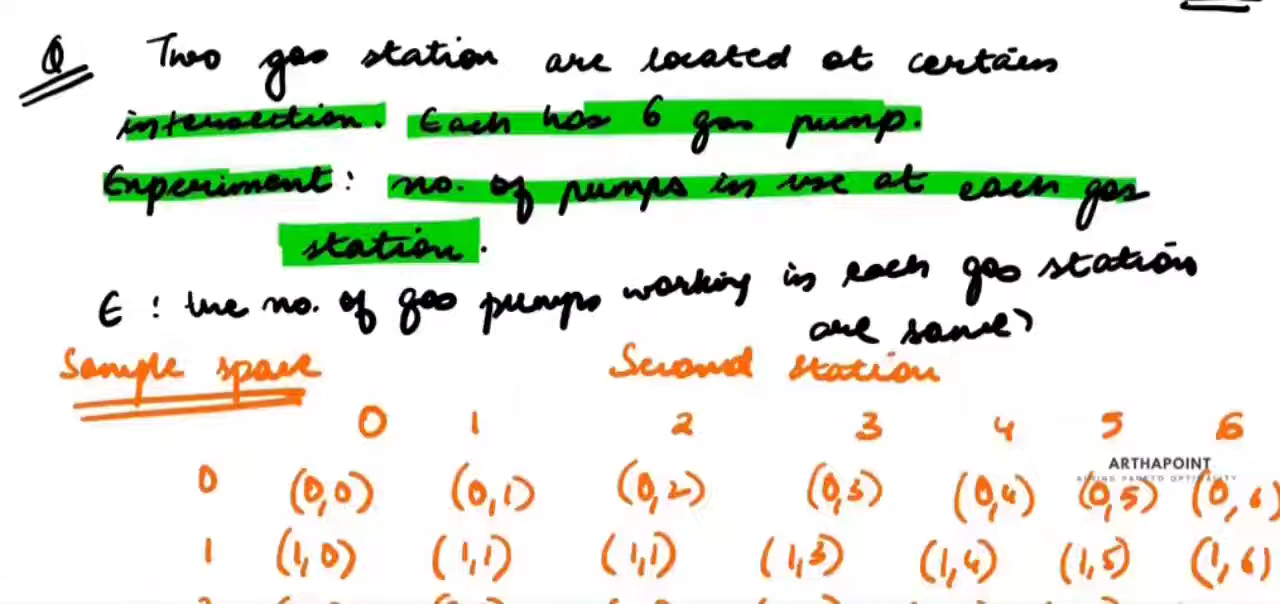 Q Two gas station are located at certain
intersection. Each has 6 gas pump.
Experiment: no. of pumps in use at each gas
station.
E : the no. of gas pumps working in each gas station
are same?
Sample space Second station
0 1 2 3 4 5 6
ARTHAPOINT
0 (0,0) (0,1) (0,2) (0,3) (0,4) (0,5) (0,6)
1 (1,0) (1,1) (1,1) (1,3) (1,4) (1,5) (1,6)